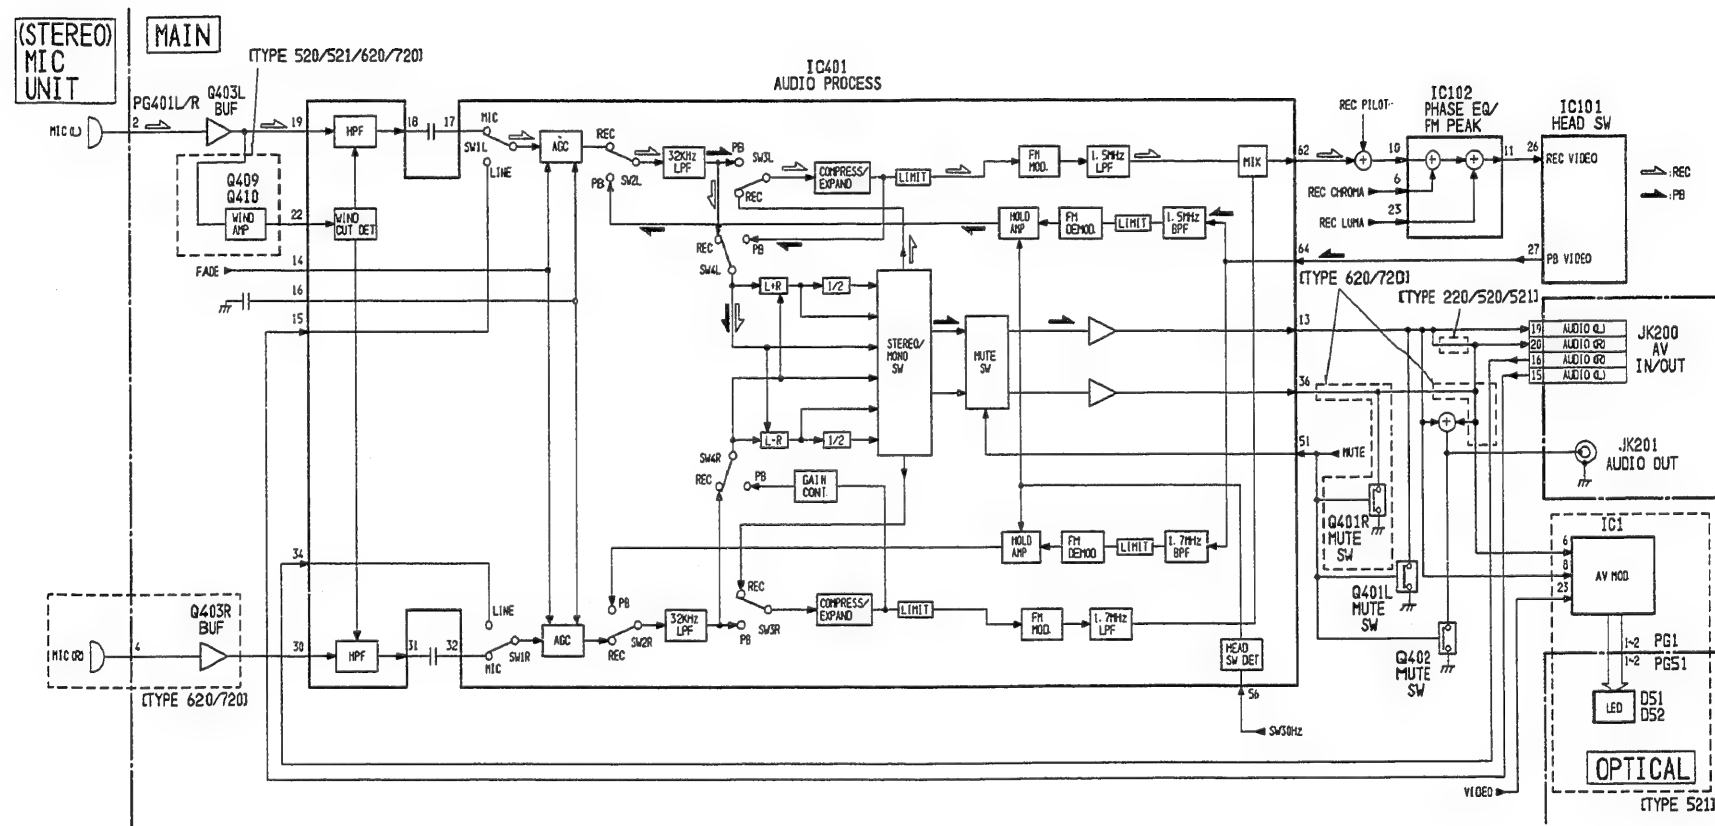 (STEREO)
MIC
UNIT
MAIN
[TYPE 520/521/620/720]
PG401L/R
Q403L
BUF
MIC(L)
2
19
HPF
18
17
MIC
SW1L
LINE
AGC
IC401
AUDIO PROCESS
REC
SW2L
PB
32KHz
LPF
PB
SW3L
REC
COMPRESS/
EXPAND
LIMIT
FM
MOD.
1.5MHz
LPF
MIX
62
REC PILOT
10
IC102
PHASE EQ/
FM PEAK
11
6
REC CHROMA
23
REC LUMA
IC101
HEAD SW
26
REC VIDEO
27
PB VIDEO
:REC
:PB
Q409
Q410
WIND
AMP
22
WIND
CUT DET
FADE
14
16
15
HOLD
AMP
FM
DEMOD.
LIMIT
1.5MHz
BPF
64
REC
PB
SW4L
L+R
1/2
STEREO/
MONO
SW
MUTE
SW
13
36
51
MUTE
[TYPE 620/720]
[TYPE 220/520/521]
19 AUDIO(L)
20 AUDIO(R)
16 AUDIO(R)
15 AUDIO(L)
JK200
AV
IN/OUT
JK201
AUDIO OUT
L-R
1/2
SW4R
REC
PB
GAIN
CONT.
HOLD
AMP
FM
DEMOD
LIMIT
1.7MHz
BPF
Q401R
MUTE
SW
Q401L
MUTE
SW
Q402
MUTE
SW
IC1
6
8
23
AV MOD.
1~2 PG1
1~2 PG51
LED
D51
D52
OPTICAL
[TYPE 521]
34
LINE
PB
REC
SW3R
PB
COMPRESS/
EXPAND
LIMIT
FM
MOD.
1.7MHz
LPF
Q403R
BUF
MIC(R)
4
30
HPF
31
32
MIC
SW1R
AGC
REC
SW2R
32KHz
LPF
HEAD
SW DET
56
SW30Hz
[TYPE 620/720]
VIDEO